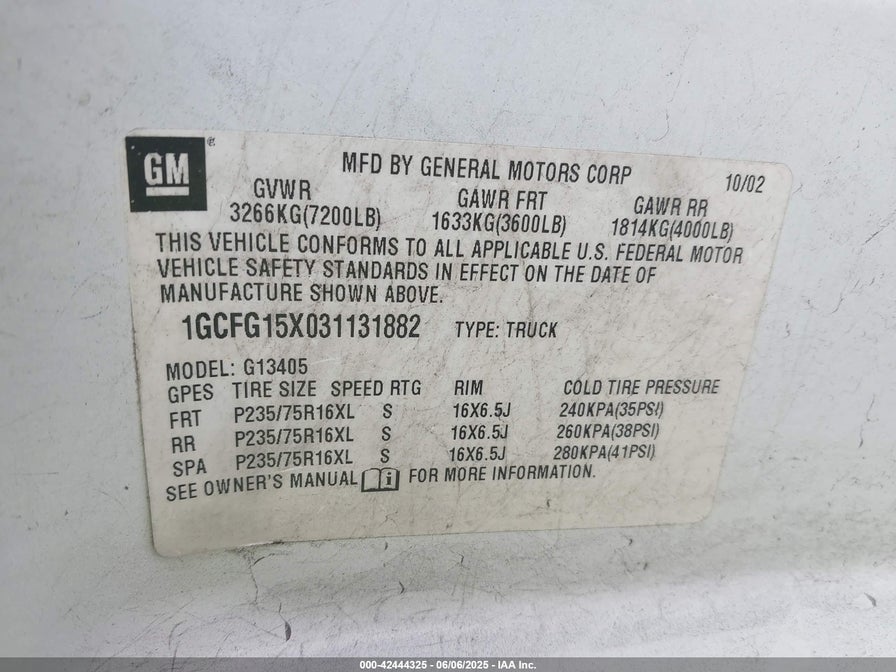 GM
MFD BY GENERAL MOTORS CORP 10/02
GVWR GAWR FRT GAWR RR
3266KG(7200LB) 1633KG(3600LB) 1814KG(4000LB)
THIS VEHICLE CONFORMS TO ALL APPLICABLE U.S. FEDERAL MOTOR
VEHICLE SAFETY STANDARDS IN EFFECT ON THE DATE OF
MANUFACTURE SHOWN ABOVE.
1GCFG15X031131882 TYPE: TRUCK
MODEL: G13405
GPES TIRE SIZE SPEED RTG RIM COLD TIRE PRESSURE
FRT P235/75R16XL S 16X6.5J 240KPA(35PSI)
RR P235/75R16XL S 16X6.5J 260KPA(38PSI)
SPA P235/75R16XL S 16X6.5J 280KPA(41PSI)
SEE OWNER'S MANUAL i FOR MORE INFORMATION.
000-42444325 - 06/06/2025 - IAA Inc.